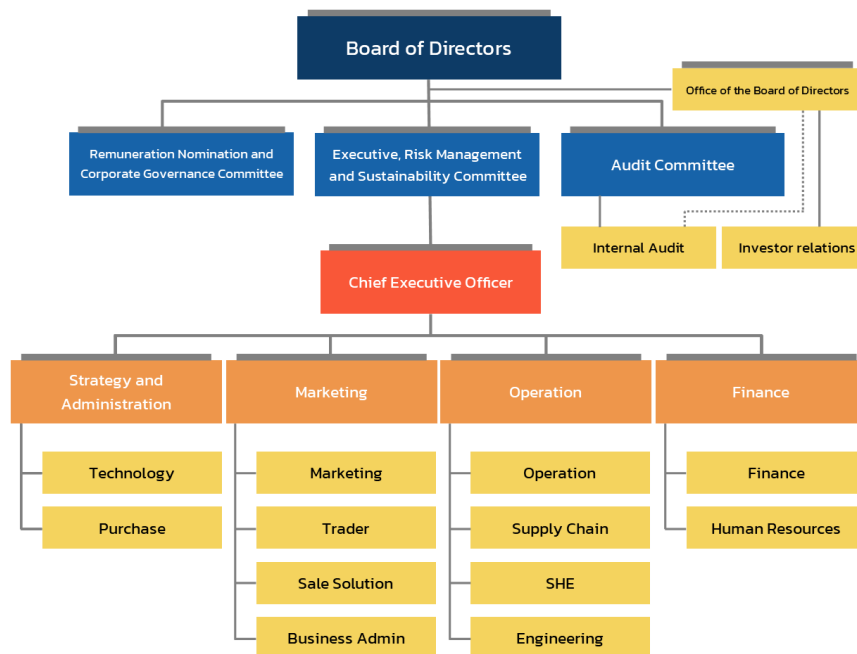 Board of Directors
Office of the Board of Directors
Remuneration Nomination and
Corporate Governance Committee
Executive, Risk Management
and Sustainability Committee
Audit Committee
Internal Audit
Investor relations
Chief Executive Officer
Strategy and
Administration
Marketing
Operation
Finance
Technology
Marketing
Operation
Finance
Purchase
Trader
Supply Chain
Human Resources
Sale Solution
SHE
Business Admin
Engineering